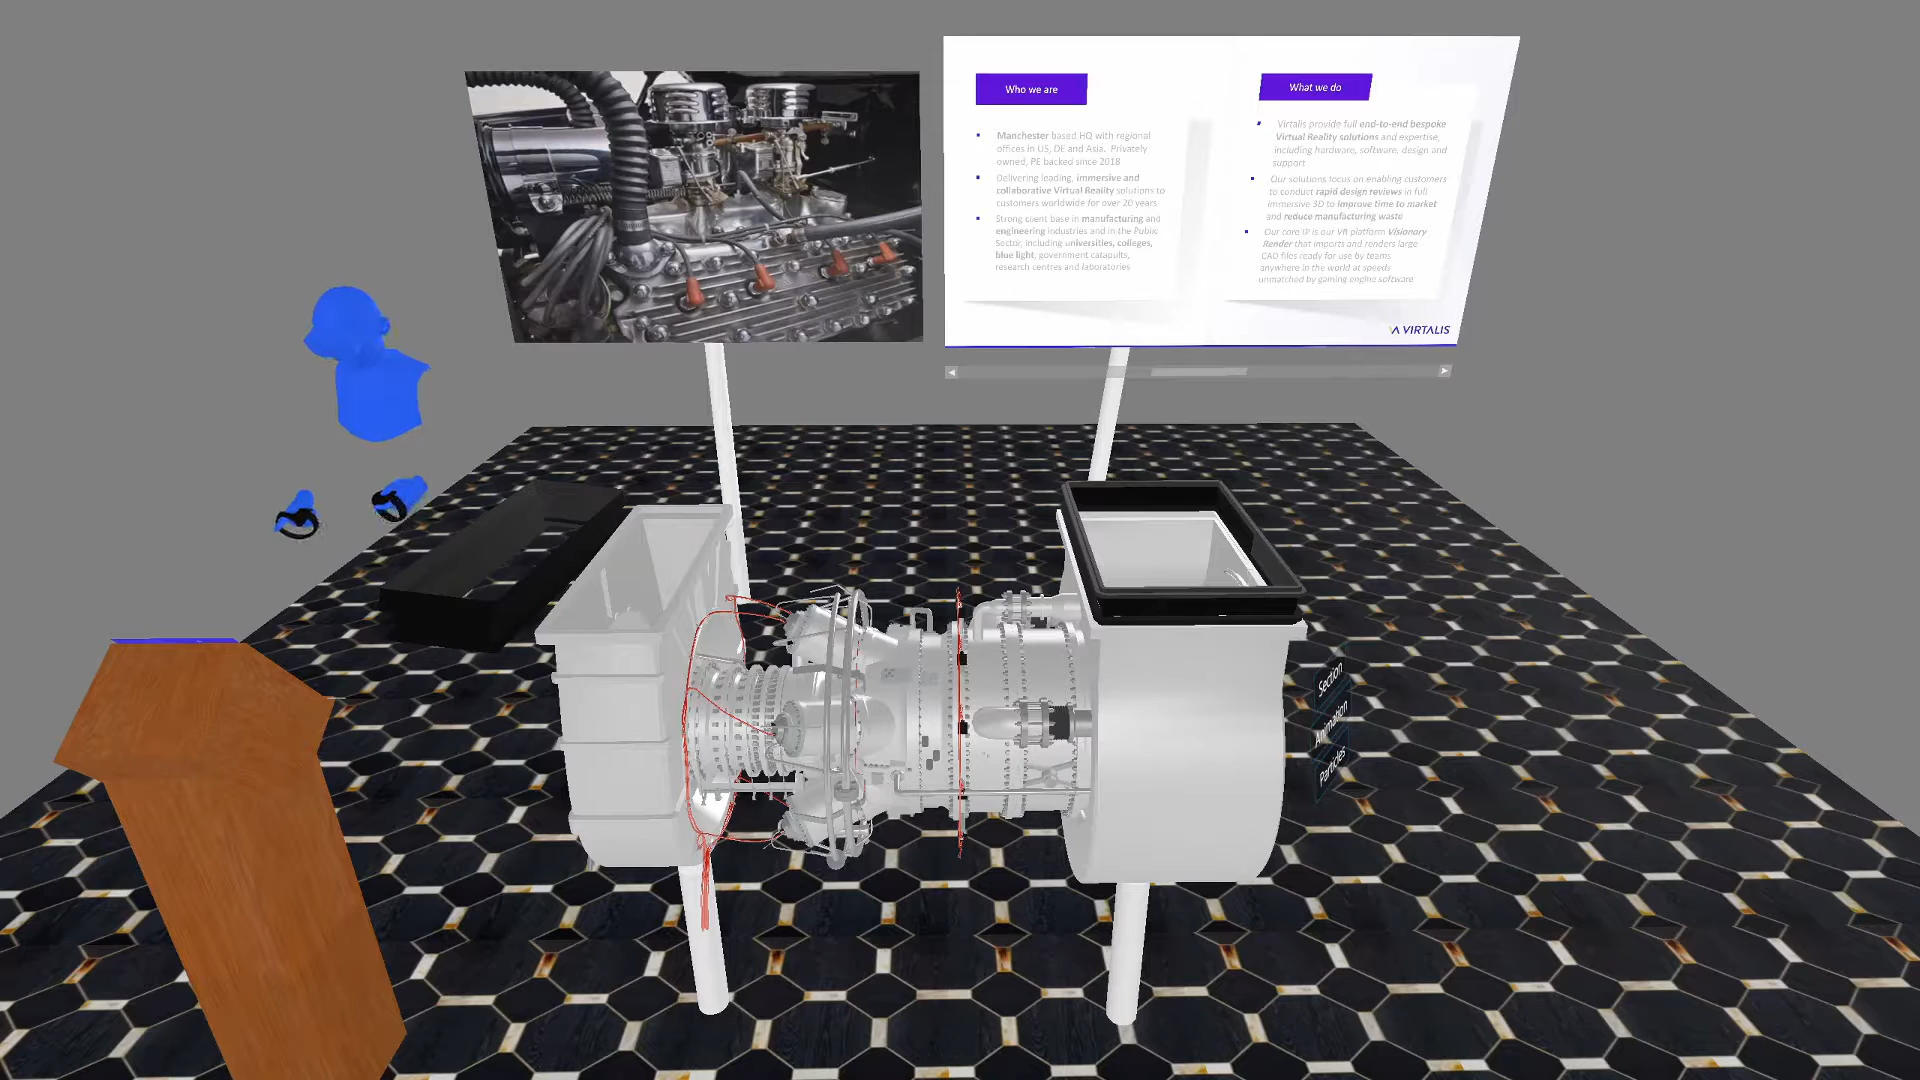 Who we are
Manchester based HQ with regional
offices in US, DE and Asia. Privately
owned, PE backed since 2018
Delivering leading, immersive and
collaborative Virtual Reality solutions to
customers worldwide for over 20 years
Strong client base in manufacturing and
engineering industries and in the Public
Sector, including universities, colleges,
blue light, government catapults,
research centres and laboratories
What we do
Virtalis provide full end-to-end bespoke
Virtual Reality solutions and expertise,
including hardware, software, design and
support
Our solutions focus on enabling customers
to conduct rapid design reviews in full
immersive 3D to improve time to market
and reduce manufacturing waste
Our core IP is our VR platform Visionary
Render that imports and renders large
CAD files ready for use by teams
anywhere in the world at speeds
unmatched by gaming engine software
VIRTALIS
Section
Animation
Particles